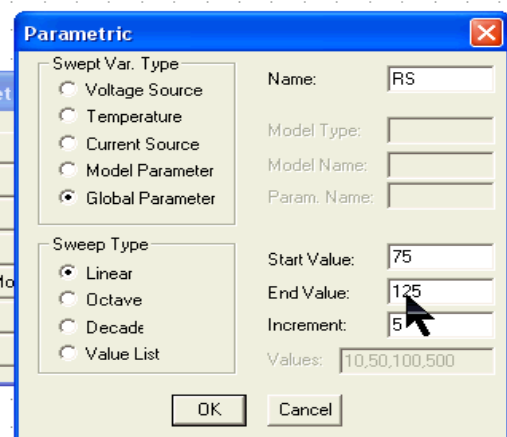 Parametric
Swept Var. Type
Voltage Source
Temperature
Current Source
Model Parameter
Global Parameter
Name: RS
Model Type:
Model Name:
Param. Name:
Sweep Type
Linear
Octave
Decade
Value List
Start Value: 75
End Value: 125
Increment: 5
Values: 10,50,100,500
OK Cancel